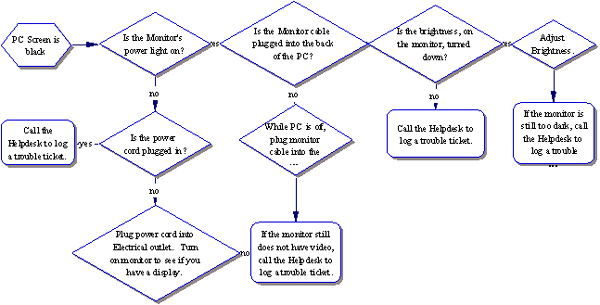 PC Screen is
black
Is the Monitor's
power light on?
yes
Is the Monitor cable
plugged into the back
of the PC?
yes
Is the brightness, on
the monitor, turned
down?
yes
Adjust
Brightness.
no
no
no
Call the
Helpdesk to log
a trouble ticket.
yes
Is the power
cord plugged in?
While PC is off,
plug monitor
cable into the
...
Call the Helpdesk to
log a trouble ticket.
If the monitor is
still too dark, call
the Helpdesk to
log a trouble
...
no
Plug power cord into
Electrical outlet. Turn
on monitor to see if you
have a display.
no
If the monitor still
does not have video,
call the Helpdesk to
log a trouble ticket.